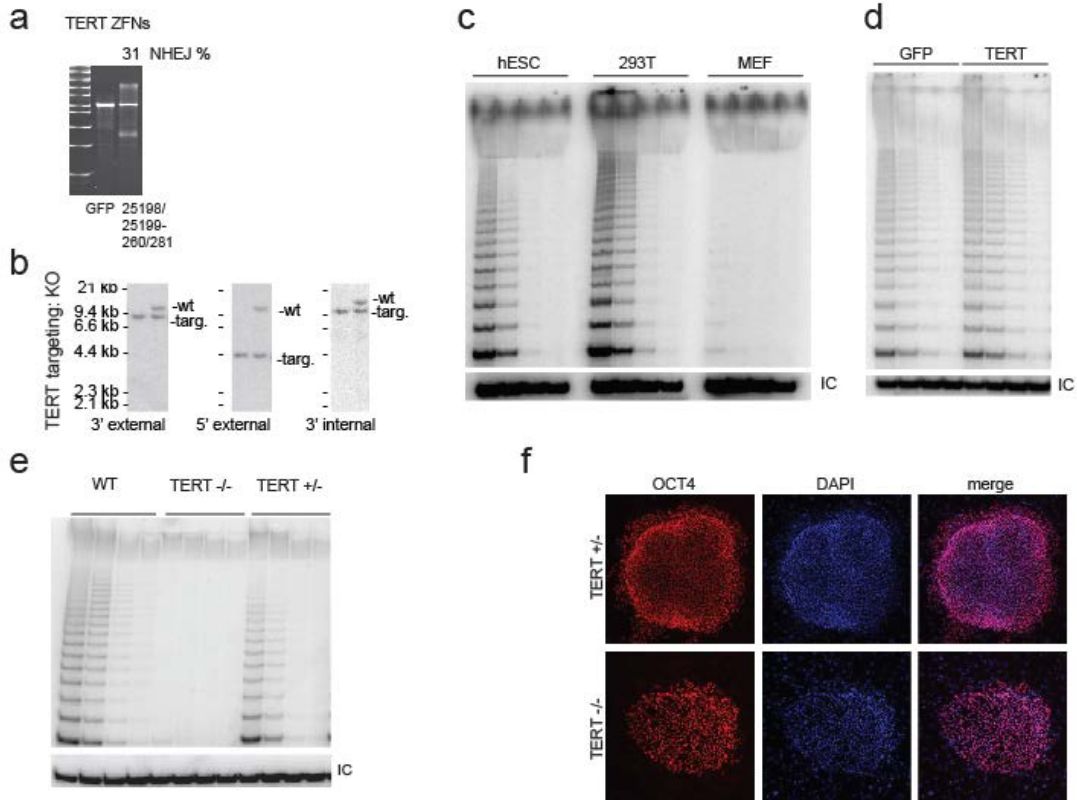 a
TERT ZFNs
31 NHEJ %
GFP 25198/
25199-
260/281
b
TERT targeting: KO
21 kb
9.4 kb
6.6 kb
4.4 kb
2.3 kb
2.1 kb
-wt
-targ.
3' external
-wt
-targ.
5' external
-wt
-targ.
3' internal
c
hESC 293T MEF
IC
d
GFP TERT
IC
e
WT TERT -/- TERT +/-
IC
f
OCT4 DAPI merge
TERT +/-
TERT -/-